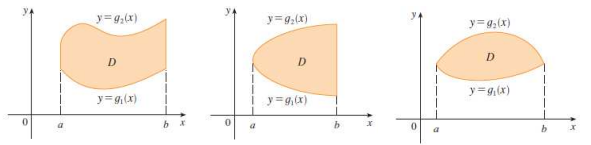 y
y = g₂(x)
D
y = g₁(x)
0
a
b
x
y
y = g₂(x)
D
y = g₁(x)
0
a
b
x
y
y = g₂(x)
D
y = g₁(x)
0
a
b
x